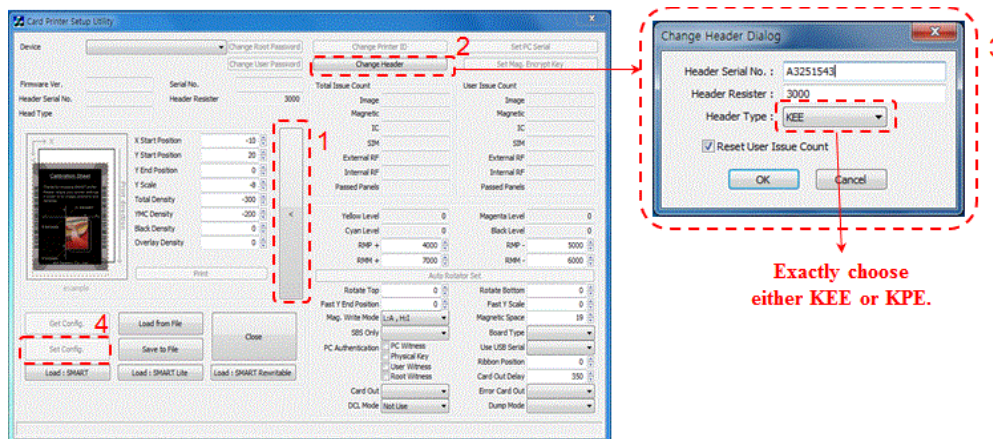 Card Printer Setup Utility
Device
Change Root Password
Change User Password
Change Printer ID
Set PC Serial
2
Change Header
Set Mag. Encrypt Key
Firmware Ver.
Serial No.
Header Serial No.
Header Resister 3000
Head Type
Total Issue Count
User Issue Count
Image
Image
Magnetic
Magnetic
IC
IC
SIM
SIM
External RF
External RF
Internal RF
Internal RF
Passed Panels
Passed Panels
X
Calibration Sheet
example
X Start Position -10
Y Start Position 20
Y End Position 0
Y Scale -8
Total Density -300
YMC Density -200
Black Density 0
Overlay Density 0
Print
1
<
Yellow Level 0
Magenta Level 0
Cyan Level 0
Black Level 0
RMP + 4000
RMP - 5000
RMM + 7000
RMM - 6000
Auto Rotator Set
Rotate Top 0
Rotate Bottom 0
Fast Y End Position 0
Fast Y Scale 0
Mag. Write Mode L:A , H:I
Magnetic Space 19
SBS Only
Board Type
PC Authentication
PC Witness
Physical Key
User Witness
Root Witness
Use USB Serial
Ribbon Position 0
Card Out Delay 350
Card Out
Error Card Out
DCL Mode Not Use
Dump Mode
Get Config.
4
Load from File
Close
Set Config.
Save to File
Load : SMART
Load : SMART Lite
Load : SMART Rewritable
Change Header Dialog
Header Serial No. : A3251543
Header Resister : 3000
Header Type : KEE
Reset User Issue Count
OK
Cancel
Exactly choose
either KEE or KPE.